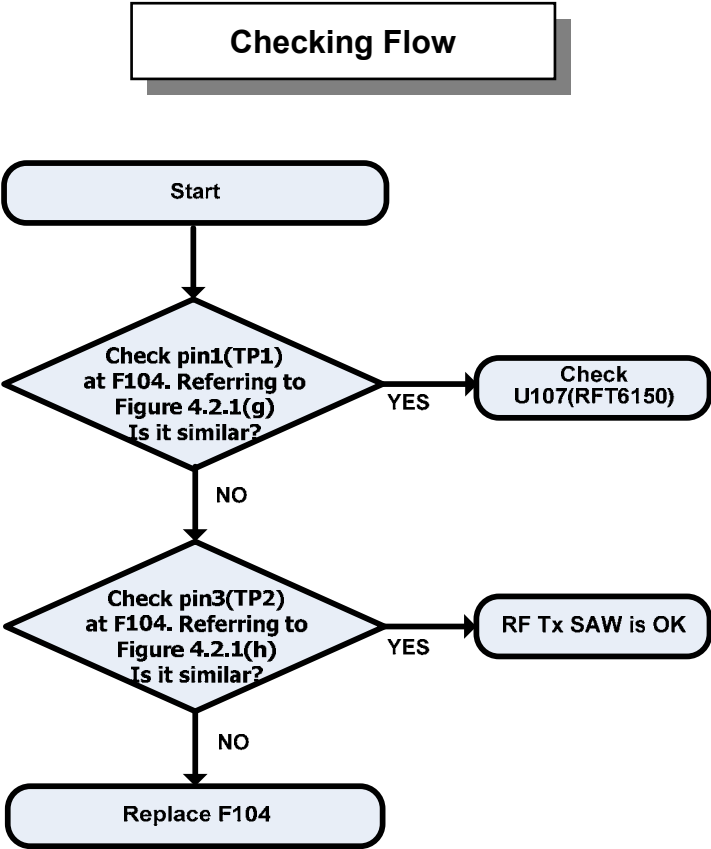 Checking Flow
Start
Check pin1(TP1)
at F104. Referring to
Figure 4.2.1(g)
Is it similar?
YES
Check
U107(RFT6150)
NO
Check pin3(TP2)
at F104. Referring to
Figure 4.2.1(h)
Is it similar?
YES
RF Tx SAW is OK
NO
Replace F104